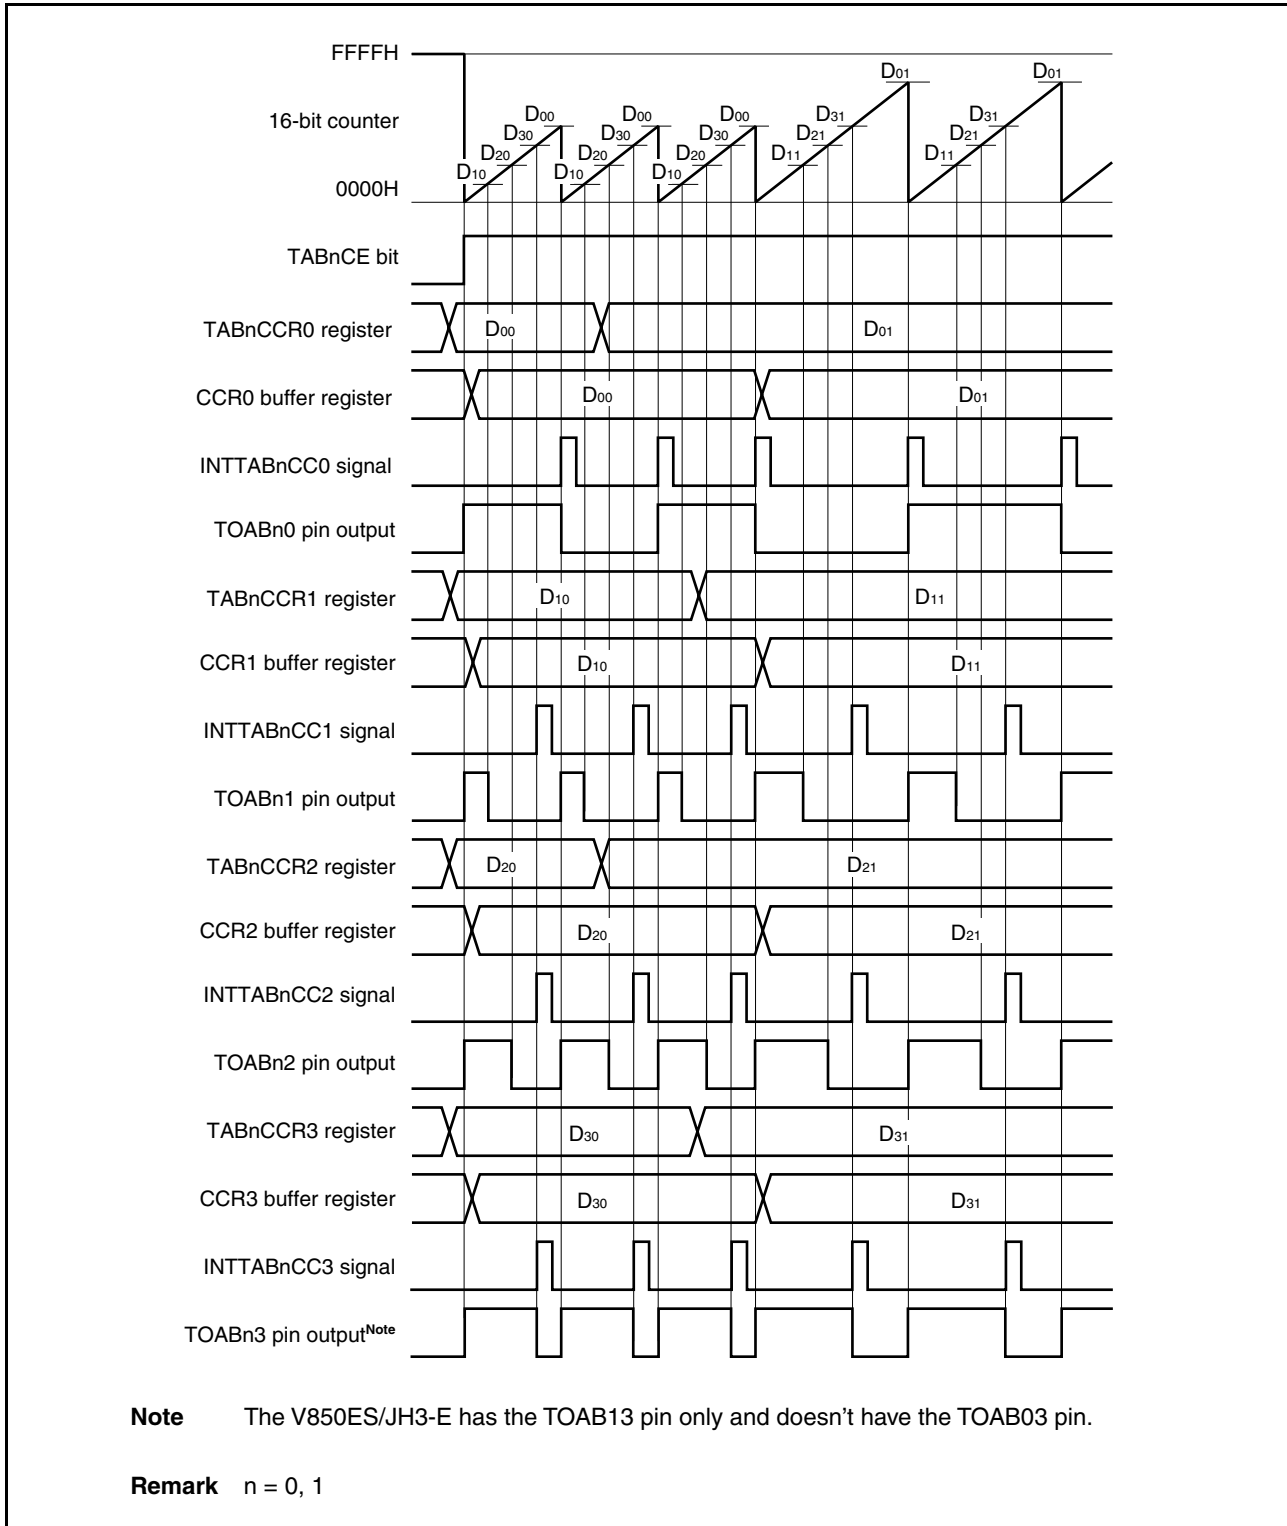 FFFFH
D01 D01
16-bit counter
D00 D00 D00 D31 D31
D30 D30 D30 D21 D21
D20 D20 D20 D11 D11
D10 D10 D10
0000H
TABnCE bit
TABnCCR0 register D00 D01
CCR0 buffer register D00 D01
INTTABnCC0 signal
TOABn0 pin output
TABnCCR1 register D10 D11
CCR1 buffer register D10 D11
INTTABnCC1 signal
TOABn1 pin output
TABnCCR2 register D20 D21
CCR2 buffer register D20 D21
INTTABnCC2 signal
TOABn2 pin output
TABnCCR3 register D30 D31
CCR3 buffer register D30 D31
INTTABnCC3 signal
TOABn3 pin outputNote
Note The V850ES/JH3-E has the TOAB13 pin only and doesn't have the TOAB03 pin.
Remark n = 0, 1